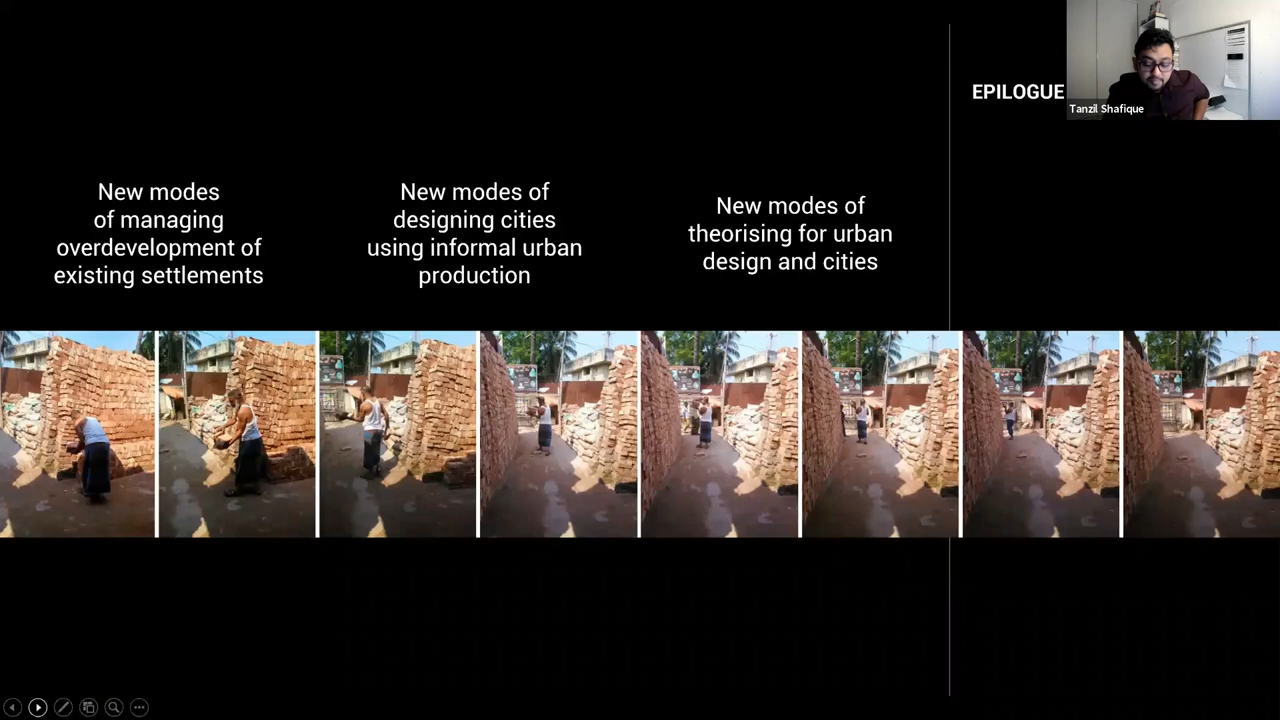 EPILOGUE
Tanzil Shafique
New modes
of managing
overdevelopment of
existing settlements
New modes of
designing cities
using informal urban
production
New modes of
theorising for urban
design and cities